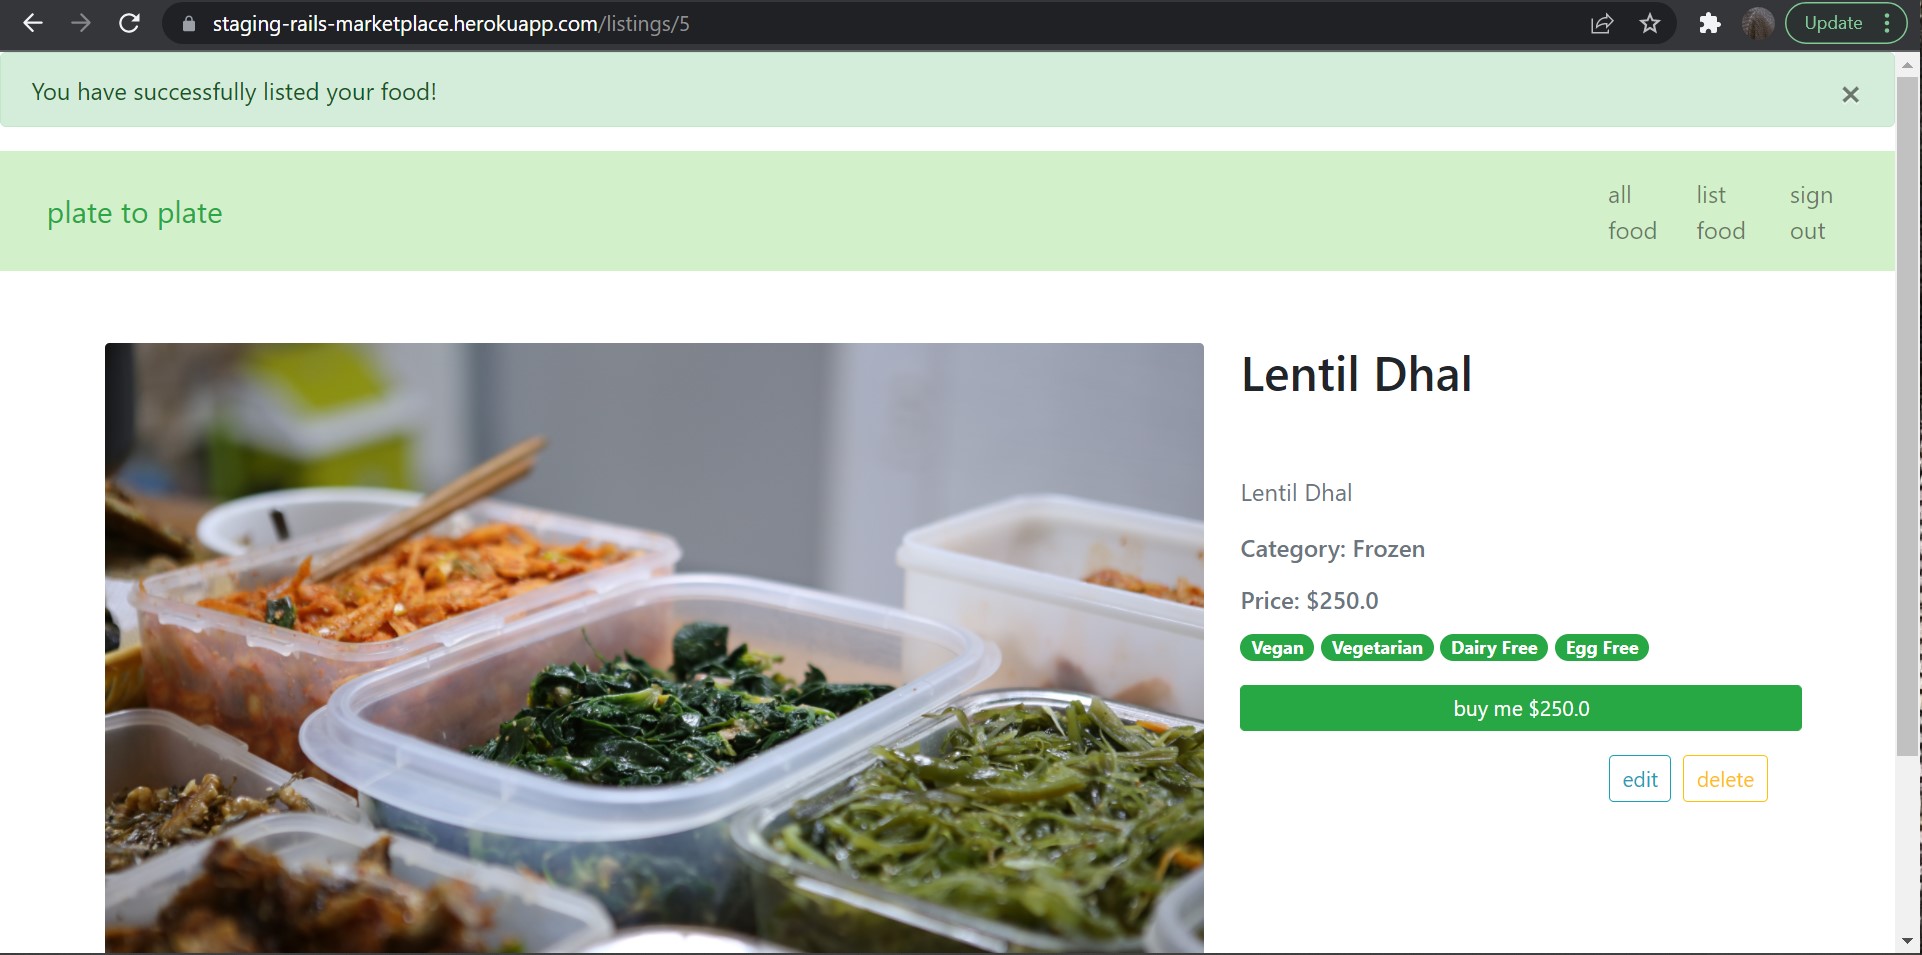 staging-rails-marketplace.herokuapp.com/listings/5
Update
You have successfully listed your food!
×
plate to plate
all
food
list
food
sign
out
Lentil Dhal
Lentil Dhal
Category: Frozen
Price: $250.0
Vegan Vegetarian Dairy Free Egg Free
buy me $250.0
edit delete